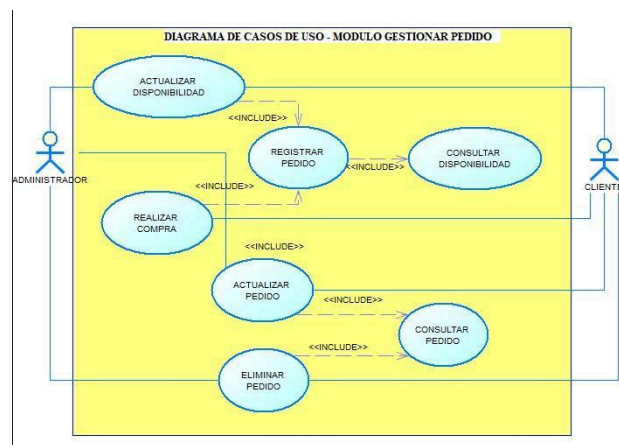 DIAGRAMA DE CASOS DE USO - MODULO GESTIONAR PEDIDO
ACTUALIZAR
DISPONIBILIDAD
<<INCLUDE>>
REGISTRAR
PEDIDO
CONSULTAR
DISPONIBILIDAD
<<INCLUDE>>
ADMINISTRADOR
CLIENTE
<<INCLUDE>>
REALIZAR
COMPRA
<<INCLUDE>>
ACTUALIZAR
PEDIDO
<<INCLUDE>>
CONSULTAR
PEDIDO
<<INCLUDE>>
ELIMINAR
PEDIDO